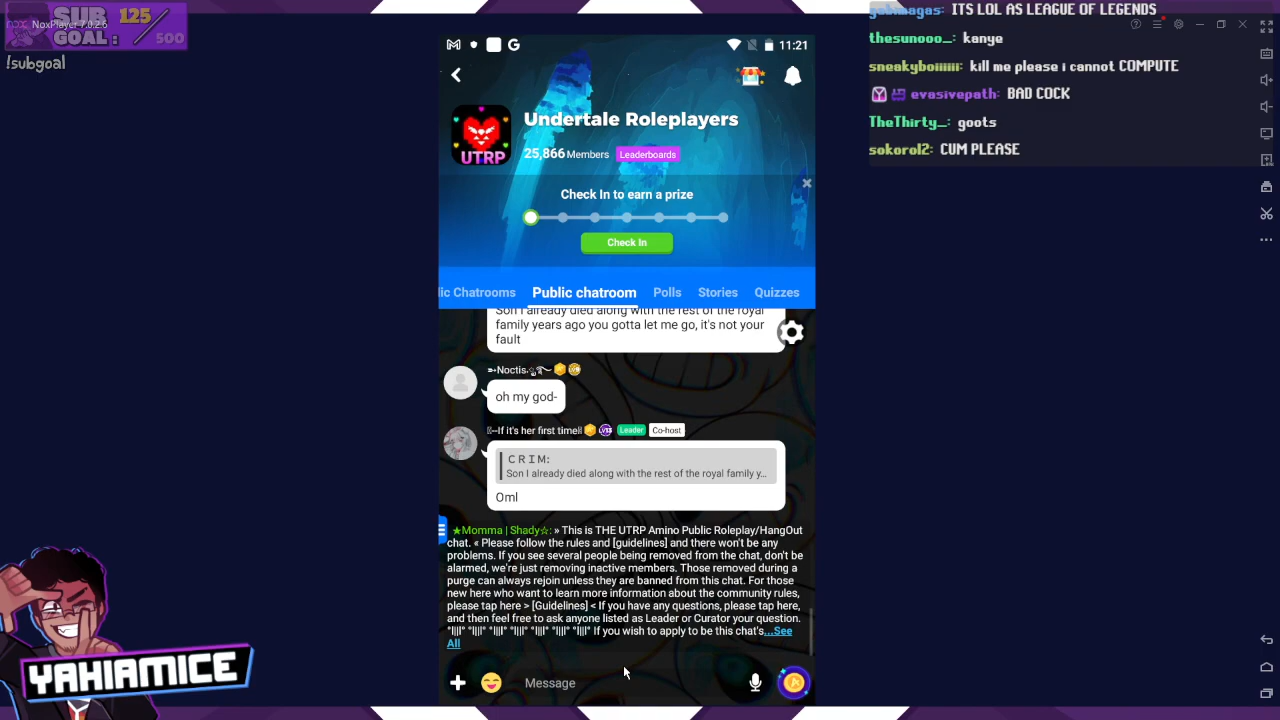 NoxPlayer 7.0.2.6
SUB 125
GOAL: 500
!subgoal
11:21
Undertale Roleplayers
25,866 Members Leaderboards
UTRP
Check In to earn a prize
Check In
lic Chatrooms Public chatroom Polls Stories Quizzes
Son I already died along with the rest of the royal
family years ago you gotta let me go, it's not your
fault
Noctis.
oh my god-
--If it's her first time|| LV33 Leader Co-host
C R I M:
Son I already died along with the rest of the royal family y...
Oml
★Momma | Shady☆: » This is THE UTRP Amino Public Roleplay/HangOut
chat. « Please follow the rules and [guidelines] and there won't be any
problems. If you see several people being removed from the chat, don't be
alarmed, we're just removing inactive members. Those removed during a
purge can always rejoin unless they are banned from this chat. For those
new here who want to learn more information about the community rules,
please tap here > [Guidelines] < If you have any questions, please tap here,
and then feel free to ask anyone listed as Leader or Curator your question.
°|||° °|||° °|||° °|||° °|||° °|||° °|||° If you wish to apply to be this chat's...See
All
Message
YAHIAMICE
ITS LOL AS LEAGUE OF LEGENDS
thesunooo_: kanye
sneakyboiiiiii: kill me please i cannot COMPUTE
evasivepath: BAD COCK
TheThirty_: goots
sokorol2: CUM PLEASE